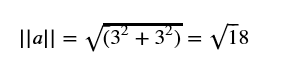 ||a|| = √(3² + 3²) = √18